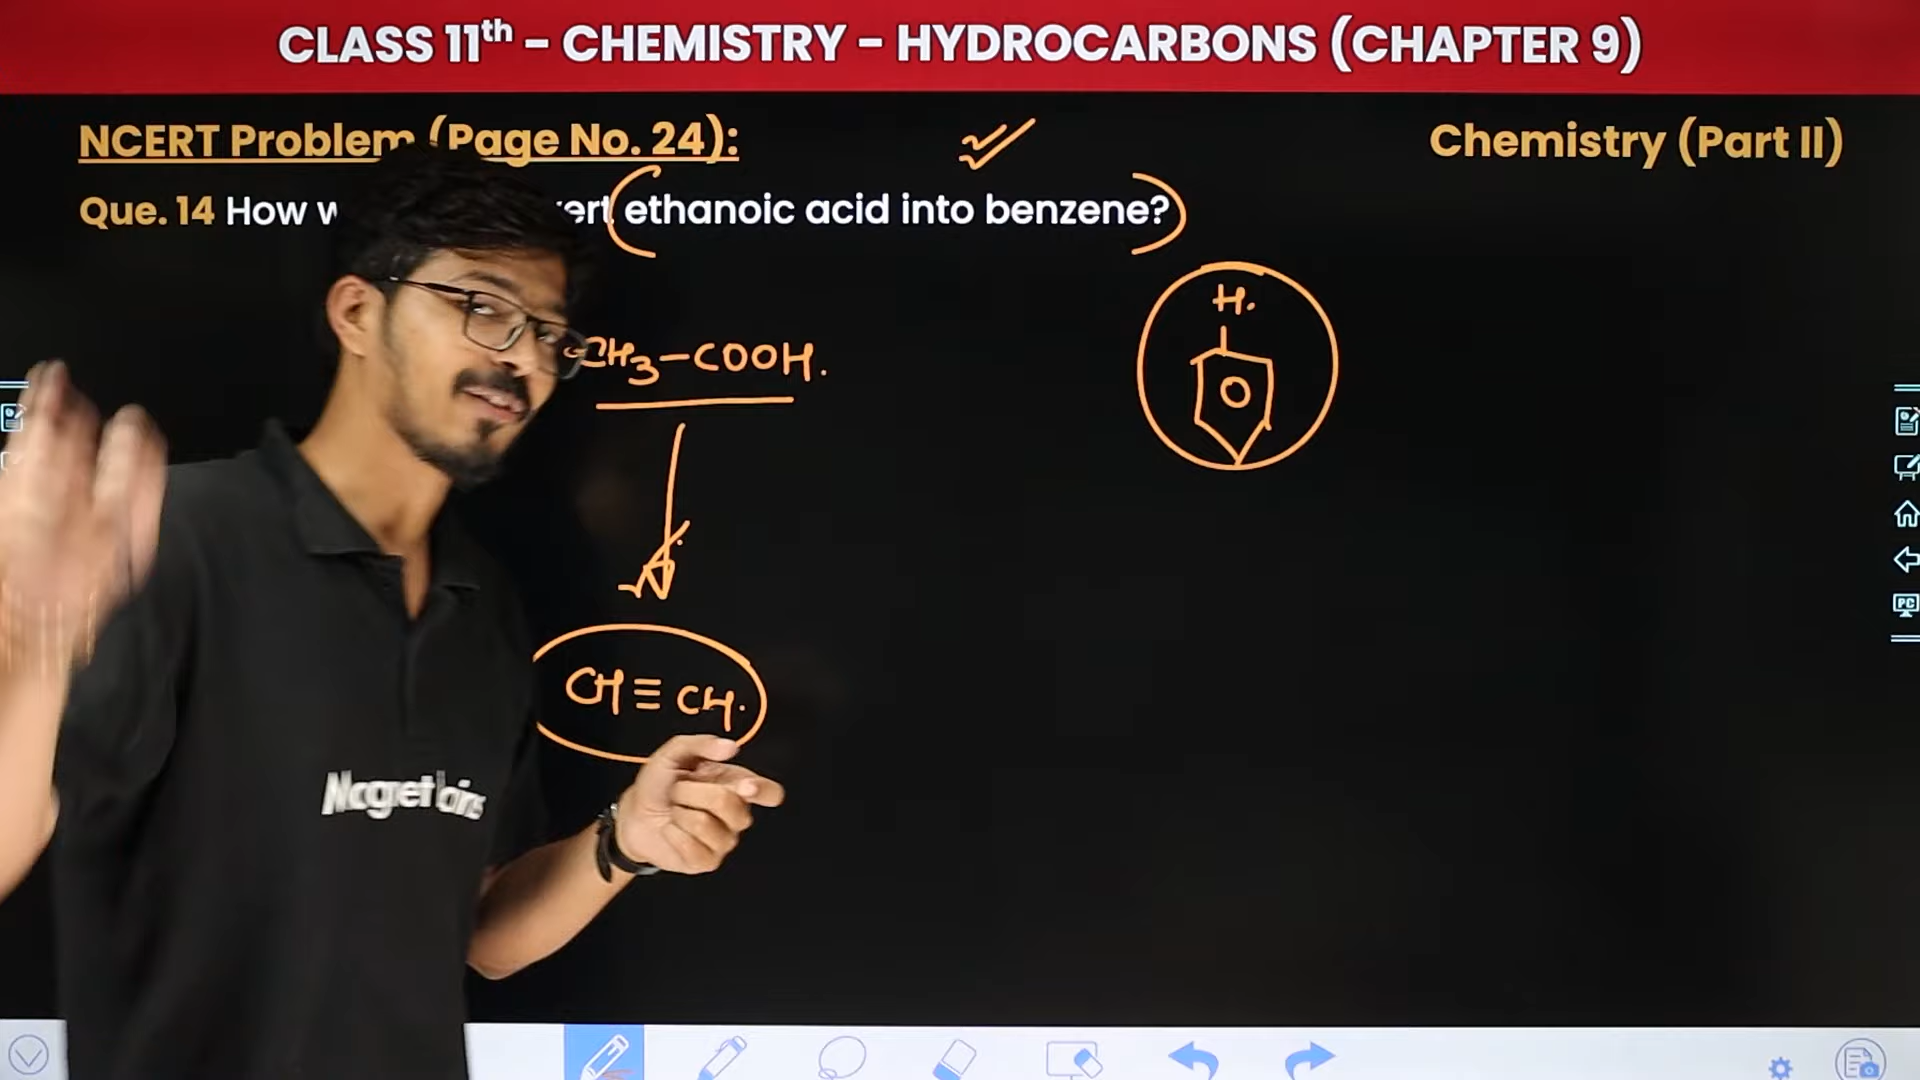 CLASS 11th - CHEMISTRY - HYDROCARBONS (CHAPTER 9)
NCERT Problem (Page No. 24):
Chemistry (Part II)
Que. 14 How ethanoic acid into benzene?
H.
CH3-COOH.
CH≡CH.
PC